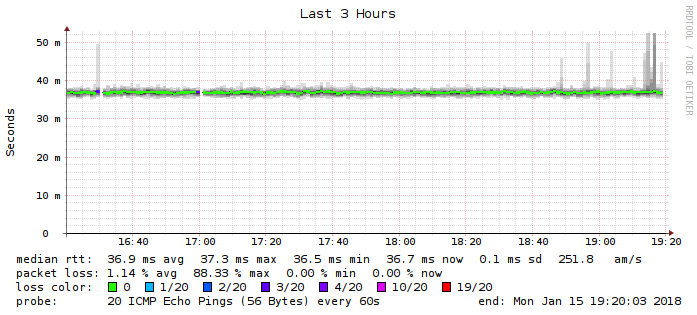 Last 3 Hours
RRDTOOL / TOBI OETIKER
Seconds
50 m
40 m
30 m
20 m
10 m
0
16:40 17:00 17:20 17:40 18:00 18:20 18:40 19:00 19:20
median rtt: 36.9 ms avg 37.3 ms max 36.5 ms min 36.7 ms now 0.1 ms sd 251.8 am/s
packet loss: 1.14 % avg 88.33 % max 0.00 % min 0.00 % now
loss color: 0 1/20 2/20 3/20 4/20 10/20 19/20
probe: 20 ICMP Echo Pings (56 Bytes) every 60s end: Mon Jan 15 19:20:03 2018